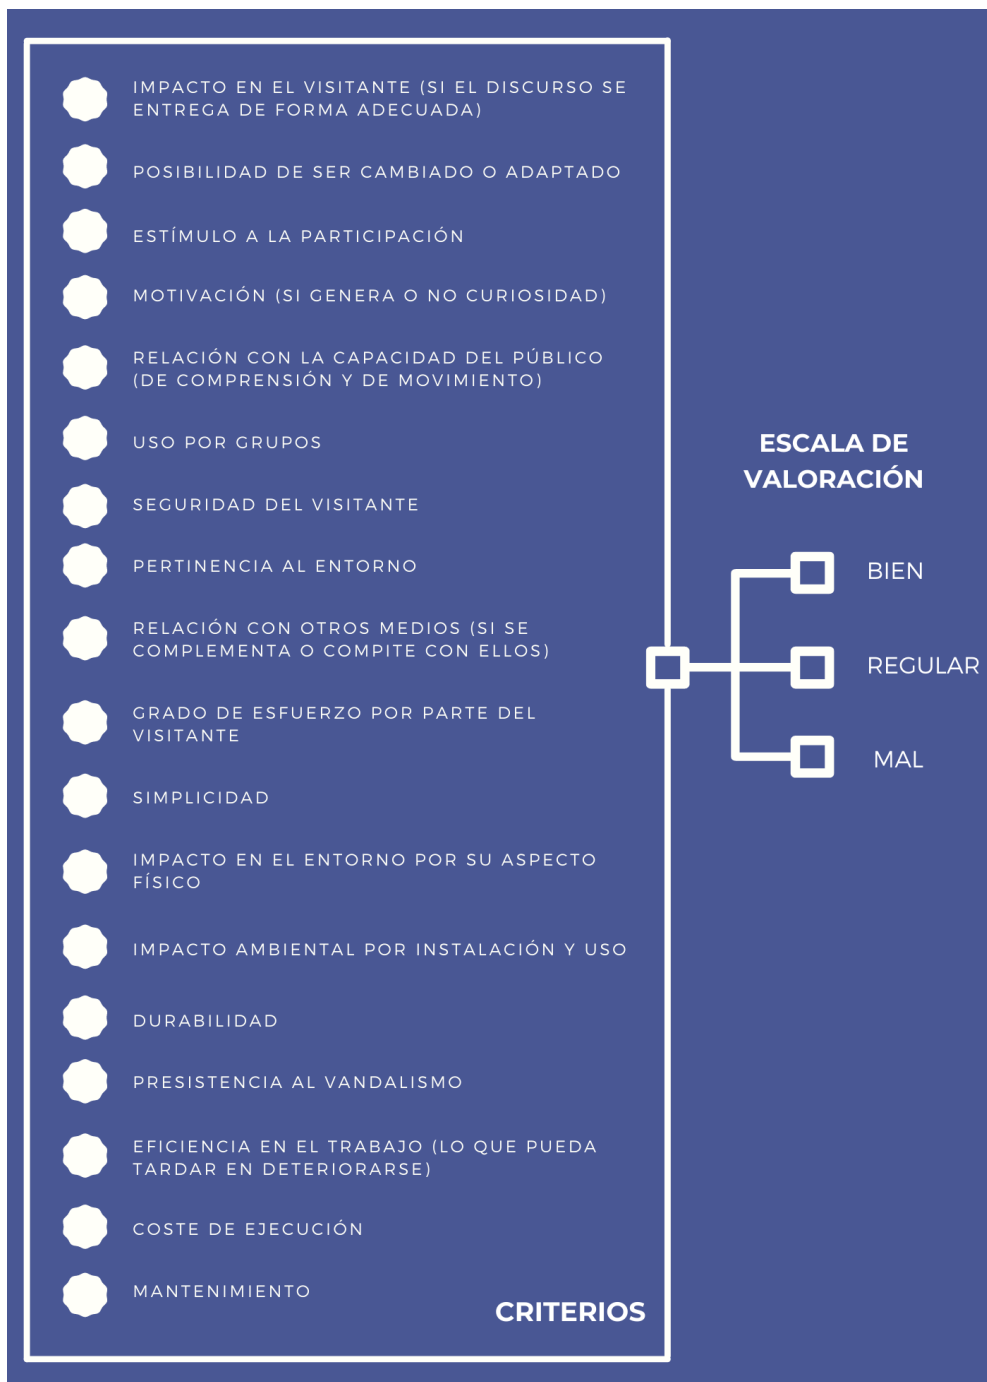 IMPACTO EN EL VISITANTE (SI EL DISCURSO SE
ENTREGA DE FORMA ADECUADA)
POSIBILIDAD DE SER CAMBIADO O ADAPTADO
ESTÍMULO A LA PARTICIPACIÓN
MOTIVACIÓN (SI GENERA O NO CURIOSIDAD)
RELACIÓN CON LA CAPACIDAD DEL PÚBLICO
(DE COMPRENSIÓN Y DE MOVIMIENTO)
USO POR GRUPOS
SEGURIDAD DEL VISITANTE
PERTINENCIA AL ENTORNO
RELACIÓN CON OTROS MEDIOS (SI SE
COMPLEMENTA O COMPITE CON ELLOS)
GRADO DE ESFUERZO POR PARTE DEL
VISITANTE
SIMPLICIDAD
IMPACTO EN EL ENTORNO POR SU ASPECTO
FÍSICO
IMPACTO AMBIENTAL POR INSTALACIÓN Y USO
DURABILIDAD
PRESISTENCIA AL VANDALISMO
EFICIENCIA EN EL TRABAJO (LO QUE PUEDA
TARDAR EN DETERIORARSE)
COSTE DE EJECUCIÓN
MANTENIMIENTO
CRITERIOS
ESCALA DE
VALORACIÓN
BIEN
REGULAR
MAL